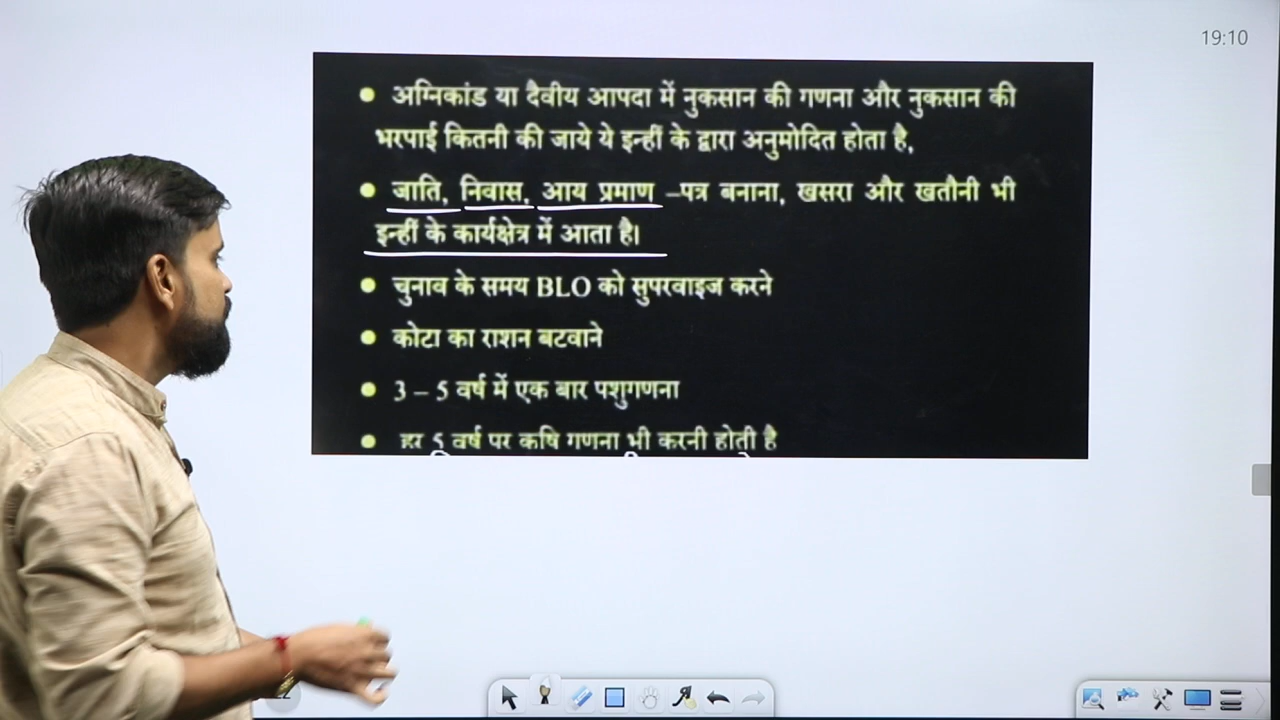 19:10
• अग्निकांड या दैवीय आपदा में नुकसान की गणना और नुकसान की
भरपाई कितनी की जाये ये इन्हीं के द्वारा अनुमोदित होता है,
• जाति, निवास, आय प्रमाण –पत्र बनाना, खसरा और खतौनी भी
इन्हीं के कार्यक्षेत्र में आता है।
• चुनाव के समय BLO को सुपरवाइज करने
• कोटा का राशन बटवाने
• 3 – 5 वर्ष में एक बार पशुगणना
• हर 5 वर्ष पर कृषि गणना भी करनी होती है